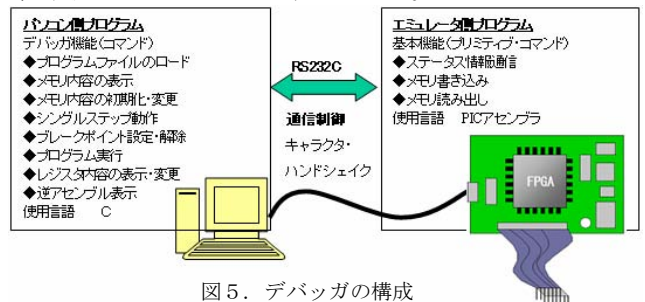 パソコン側プログラム
デバッガ機能(コマンド)
◆プログラムファイルのロード
◆メモリ内容の表示
◆メモリ内容の初期化・変更
◆シングルステップ動作
◆ブレークポイント設定・解除
◆プログラム実行
◆レジスタ内容の表示・変更
◆逆アセンブル表示
使用言語 C
RS232C
通信制御
キャラクタ・
ハンドシェイク
エミュレータ側プログラム
基本機能(プリミティブ・コマンド)
◆ステータス情報通信
◆メモリ書き込み
◆メモリ読み出し
使用言語 PICアセンブラ
FPGA
図5．デバッガの構成